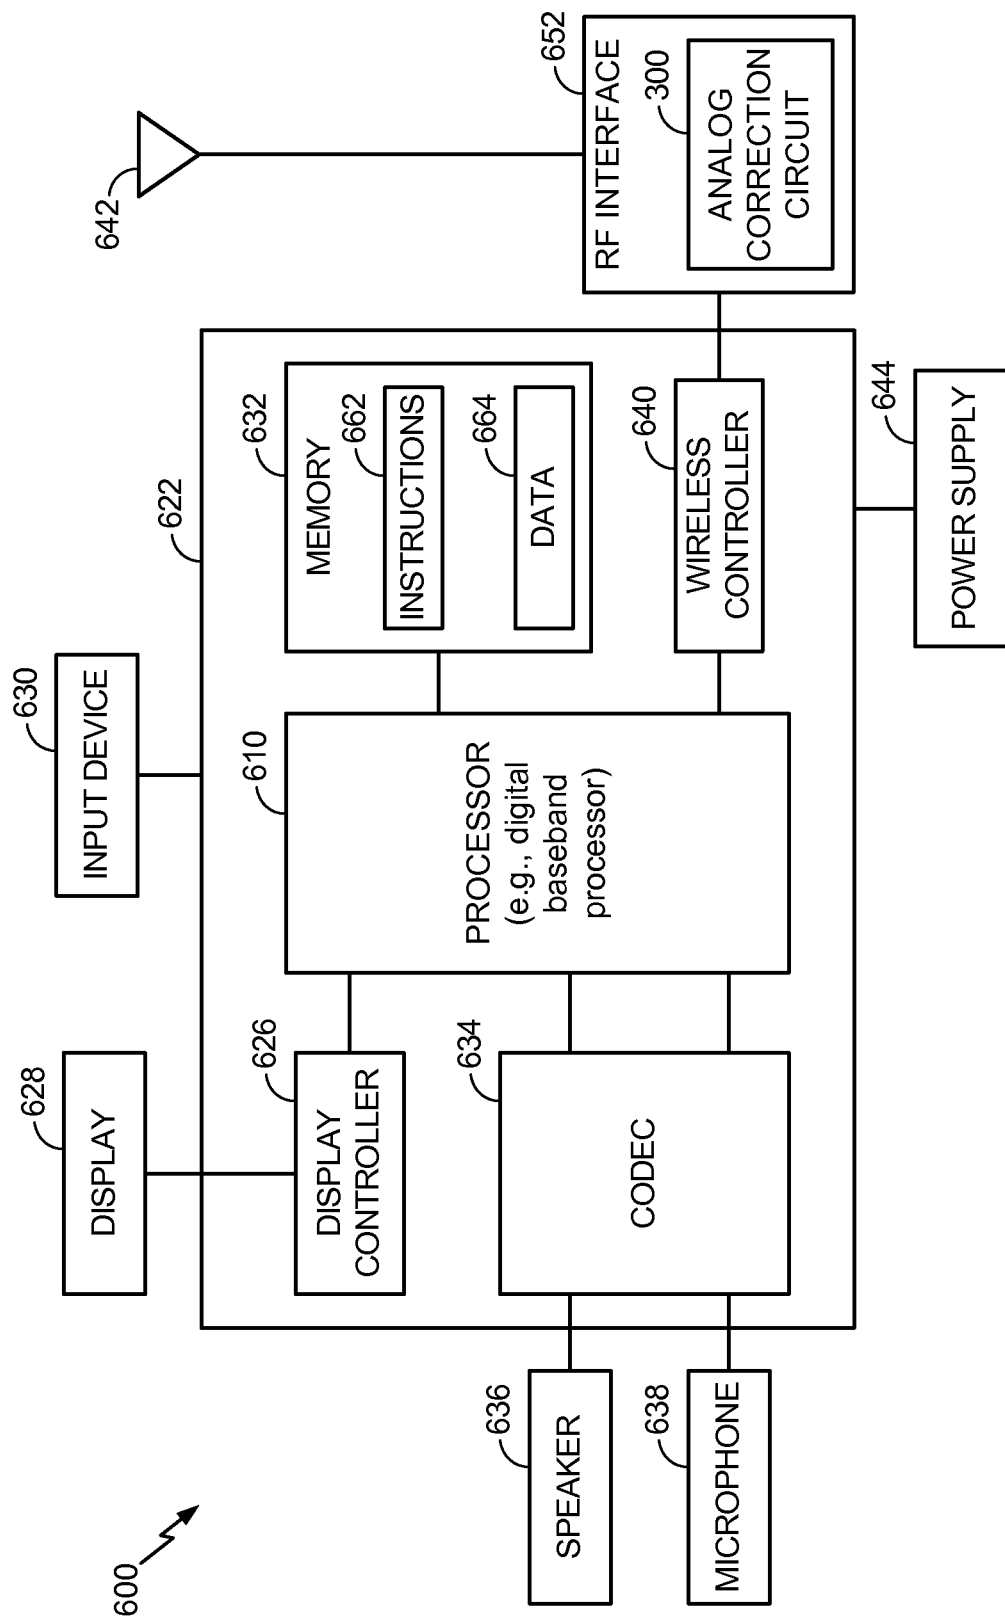 600
628
DISPLAY
630
INPUT DEVICE
642
622
626
DISPLAY
CONTROLLER
610
PROCESSOR
(e.g., digital
baseband
processor)
632
MEMORY
662
INSTRUCTIONS
664
DATA
634
CODEC
640
WIRELESS
CONTROLLER
652
RF INTERFACE
300
ANALOG
CORRECTION
CIRCUIT
636
SPEAKER
638
MICROPHONE
644
POWER SUPPLY